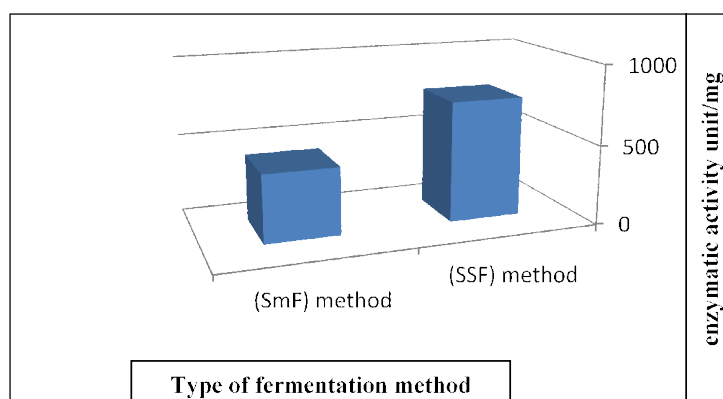 1000
500
0
enzymatic activity unit/mg
(SmF) method
(SSF) method
Type of fermentation method